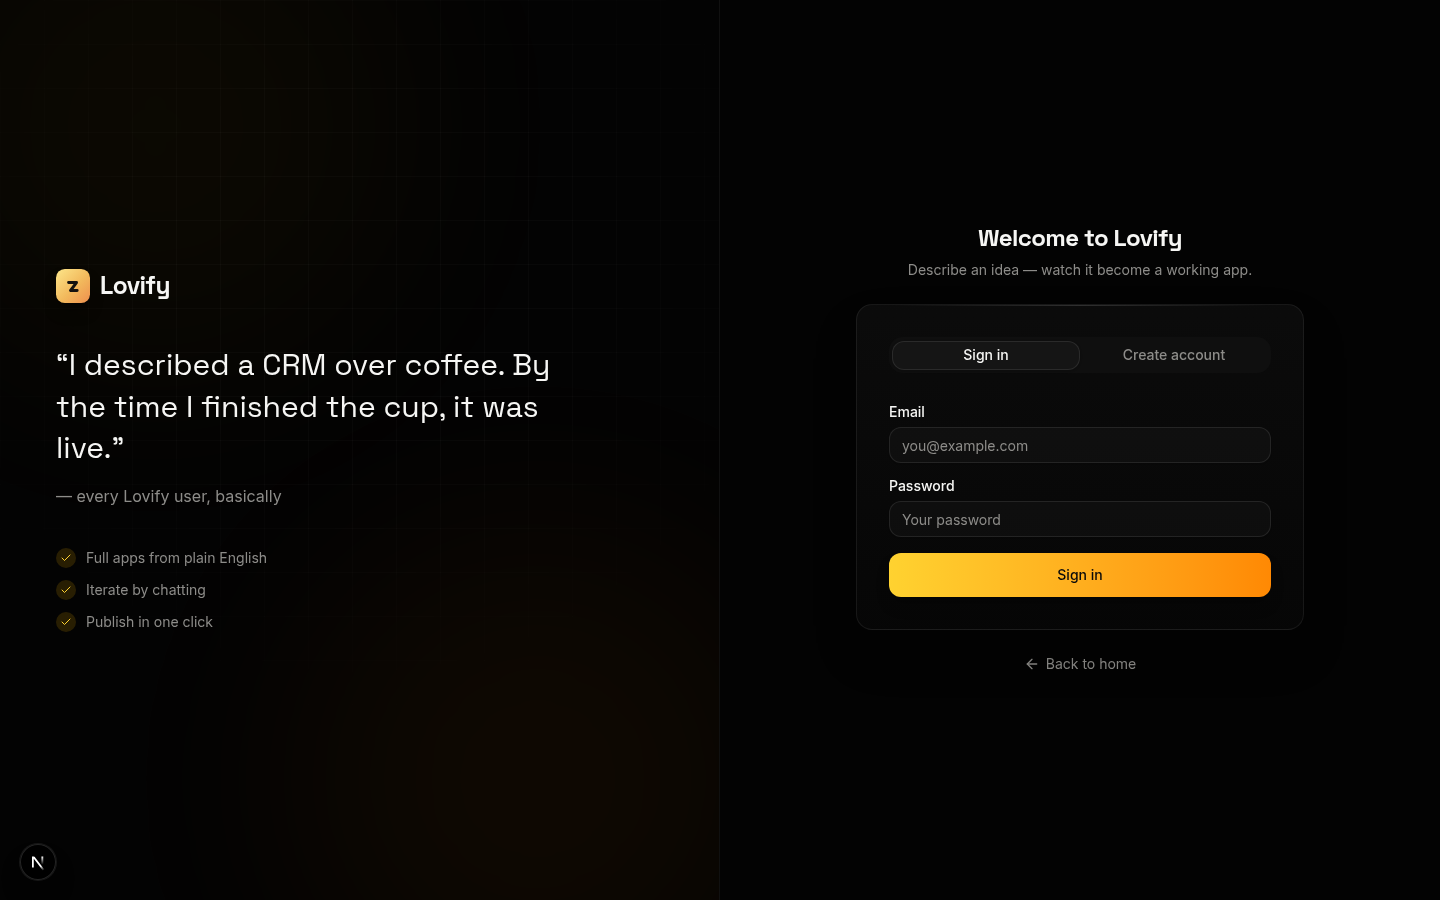 z Lovify
“I described a CRM over coffee. By
the time I finished the cup, it was
live.”
— every Lovify user, basically
Full apps from plain English
Iterate by chatting
Publish in one click
N
Welcome to Lovify
Describe an idea — watch it become a working app.
Sign in
Create account
Email
you@example.com
Password
Your password
Sign in
Back to home